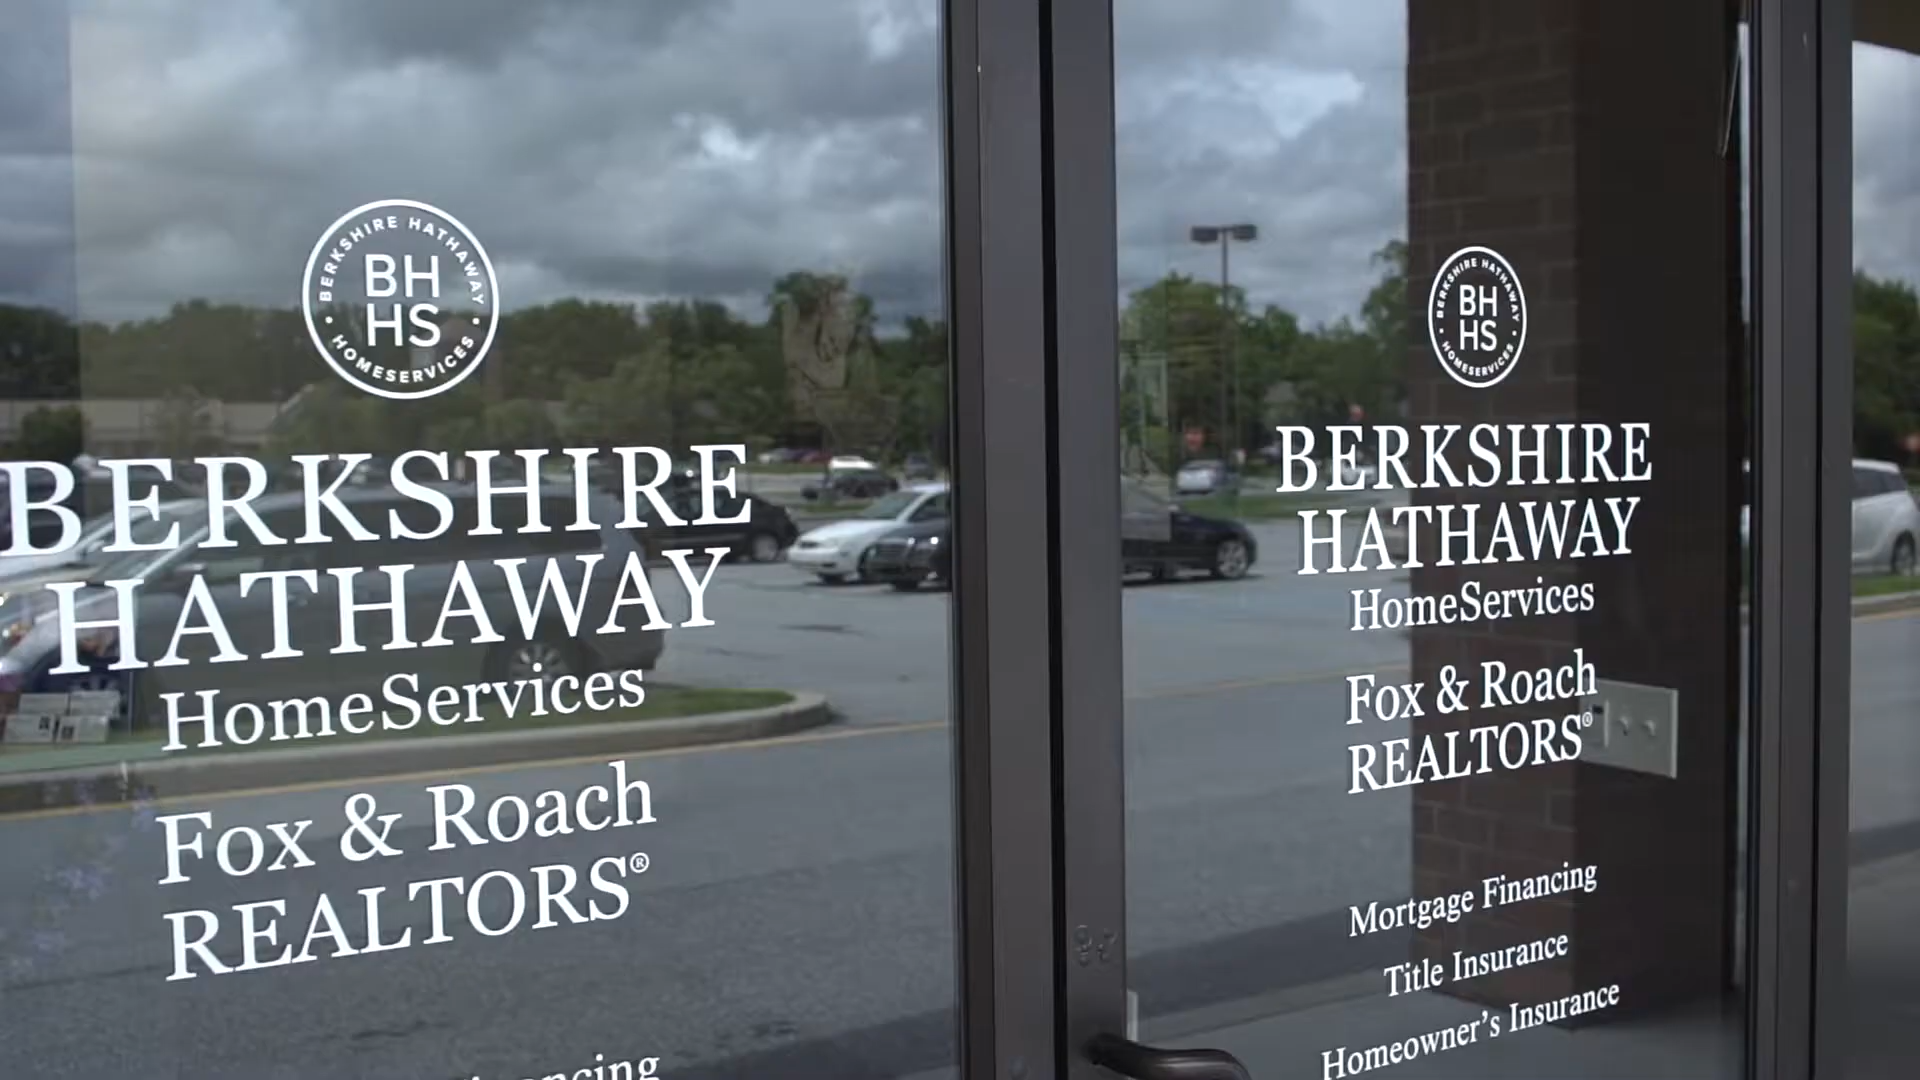 BERKSHIRE HATHAWAY
BH
HS
HOMESERVICES
BERKSHIRE
HATHAWAY
HomeServices
Fox & Roach
REALTORS®
BERKSHIRE HATHAWAY
BH
HS
HOMESERVICES
BERKSHIRE
HATHAWAY
HomeServices
Fox & Roach
REALTORS®
Mortgage Financing
Title Insurance
Homeowner's Insurance